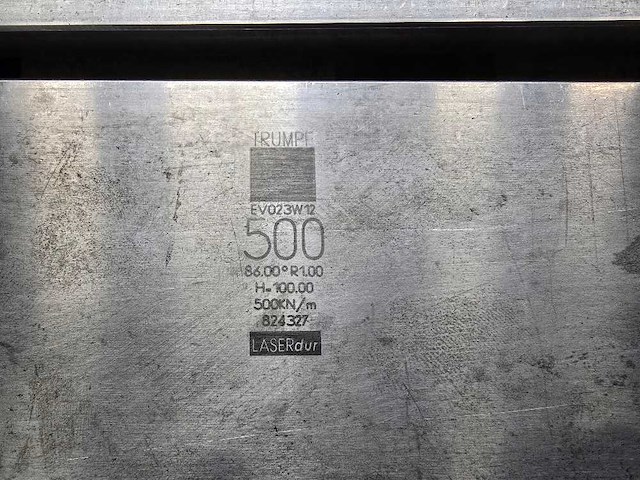 TRUMPF
EV023W12
500
86.00° R1.00
H=100.00
500KN/m
824327
LASERdur